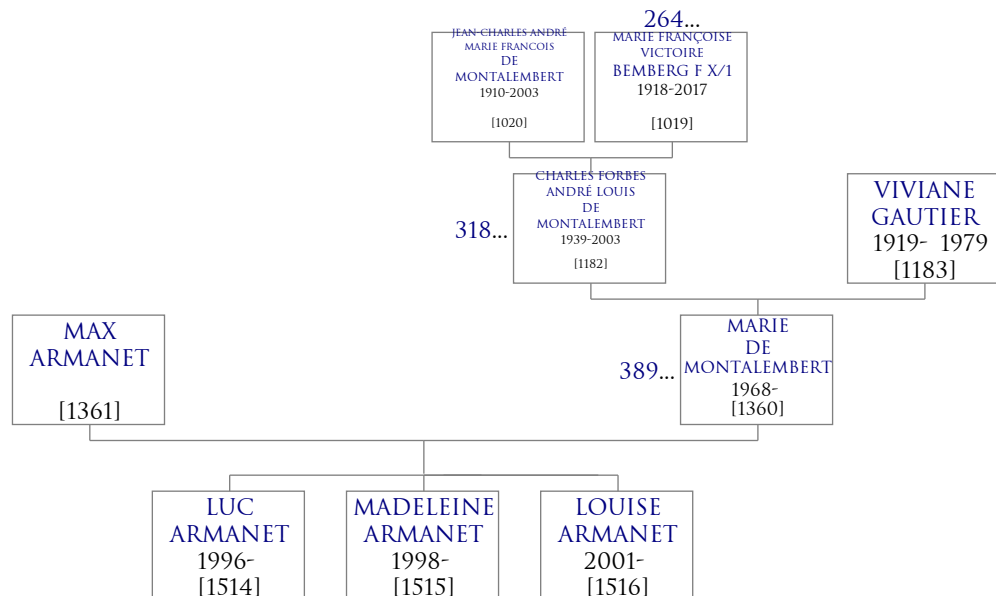 264...
JEAN CHARLES ANDRÉ
MARIE FRANCOIS
DE
MONTALEMBERT
1910-2003
[1020]
MARIE FRANÇOISE
VICTOIRE
BEMBERG F X/1
1918-2017
[1019]
318...
CHARLES FORBES
ANDRÉ LOUIS
DE
MONTALEMBERT
1939-2003
[1182]
VIVIANE
GAUTIER
1919- 1979
[1183]
MAX
ARMANET
[1361]
389...
MARIE
DE
MONTALEMBERT
1968-
[1360]
LUC
ARMANET
1996-
[1514]
MADELEINE
ARMANET
1998-
[1515]
LOUISE
ARMANET
2001-
[1516]